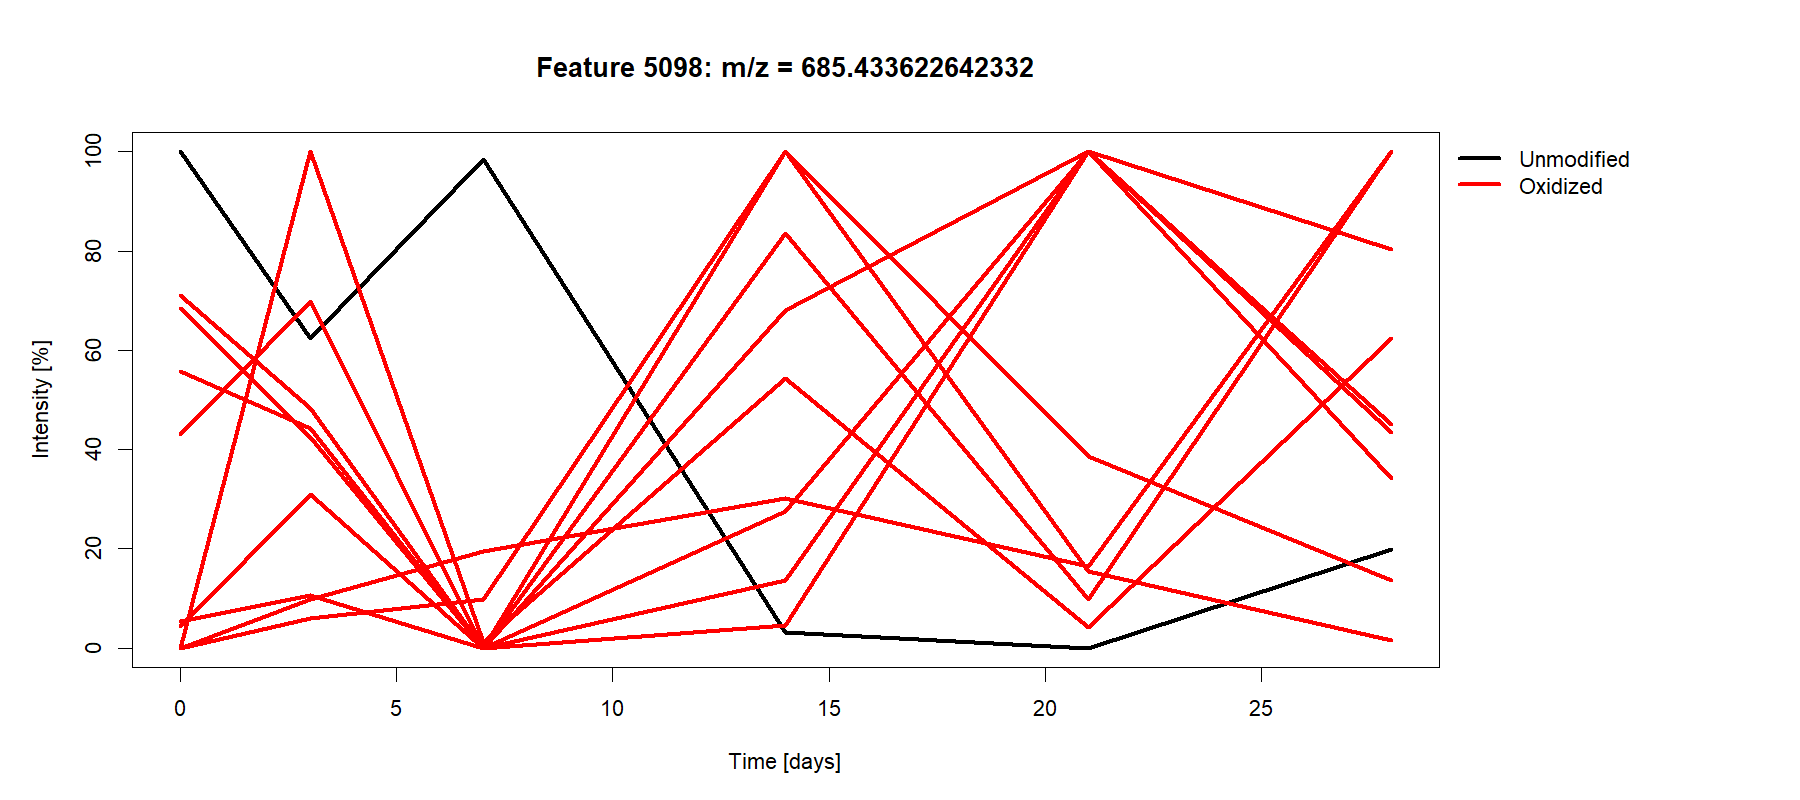 Feature 5098: m/z = 685.433622642332
Unmodified
Oxidized
Intensity [%]
100
80
60
40
20
0
0 5 10 15 20 25
Time [days]